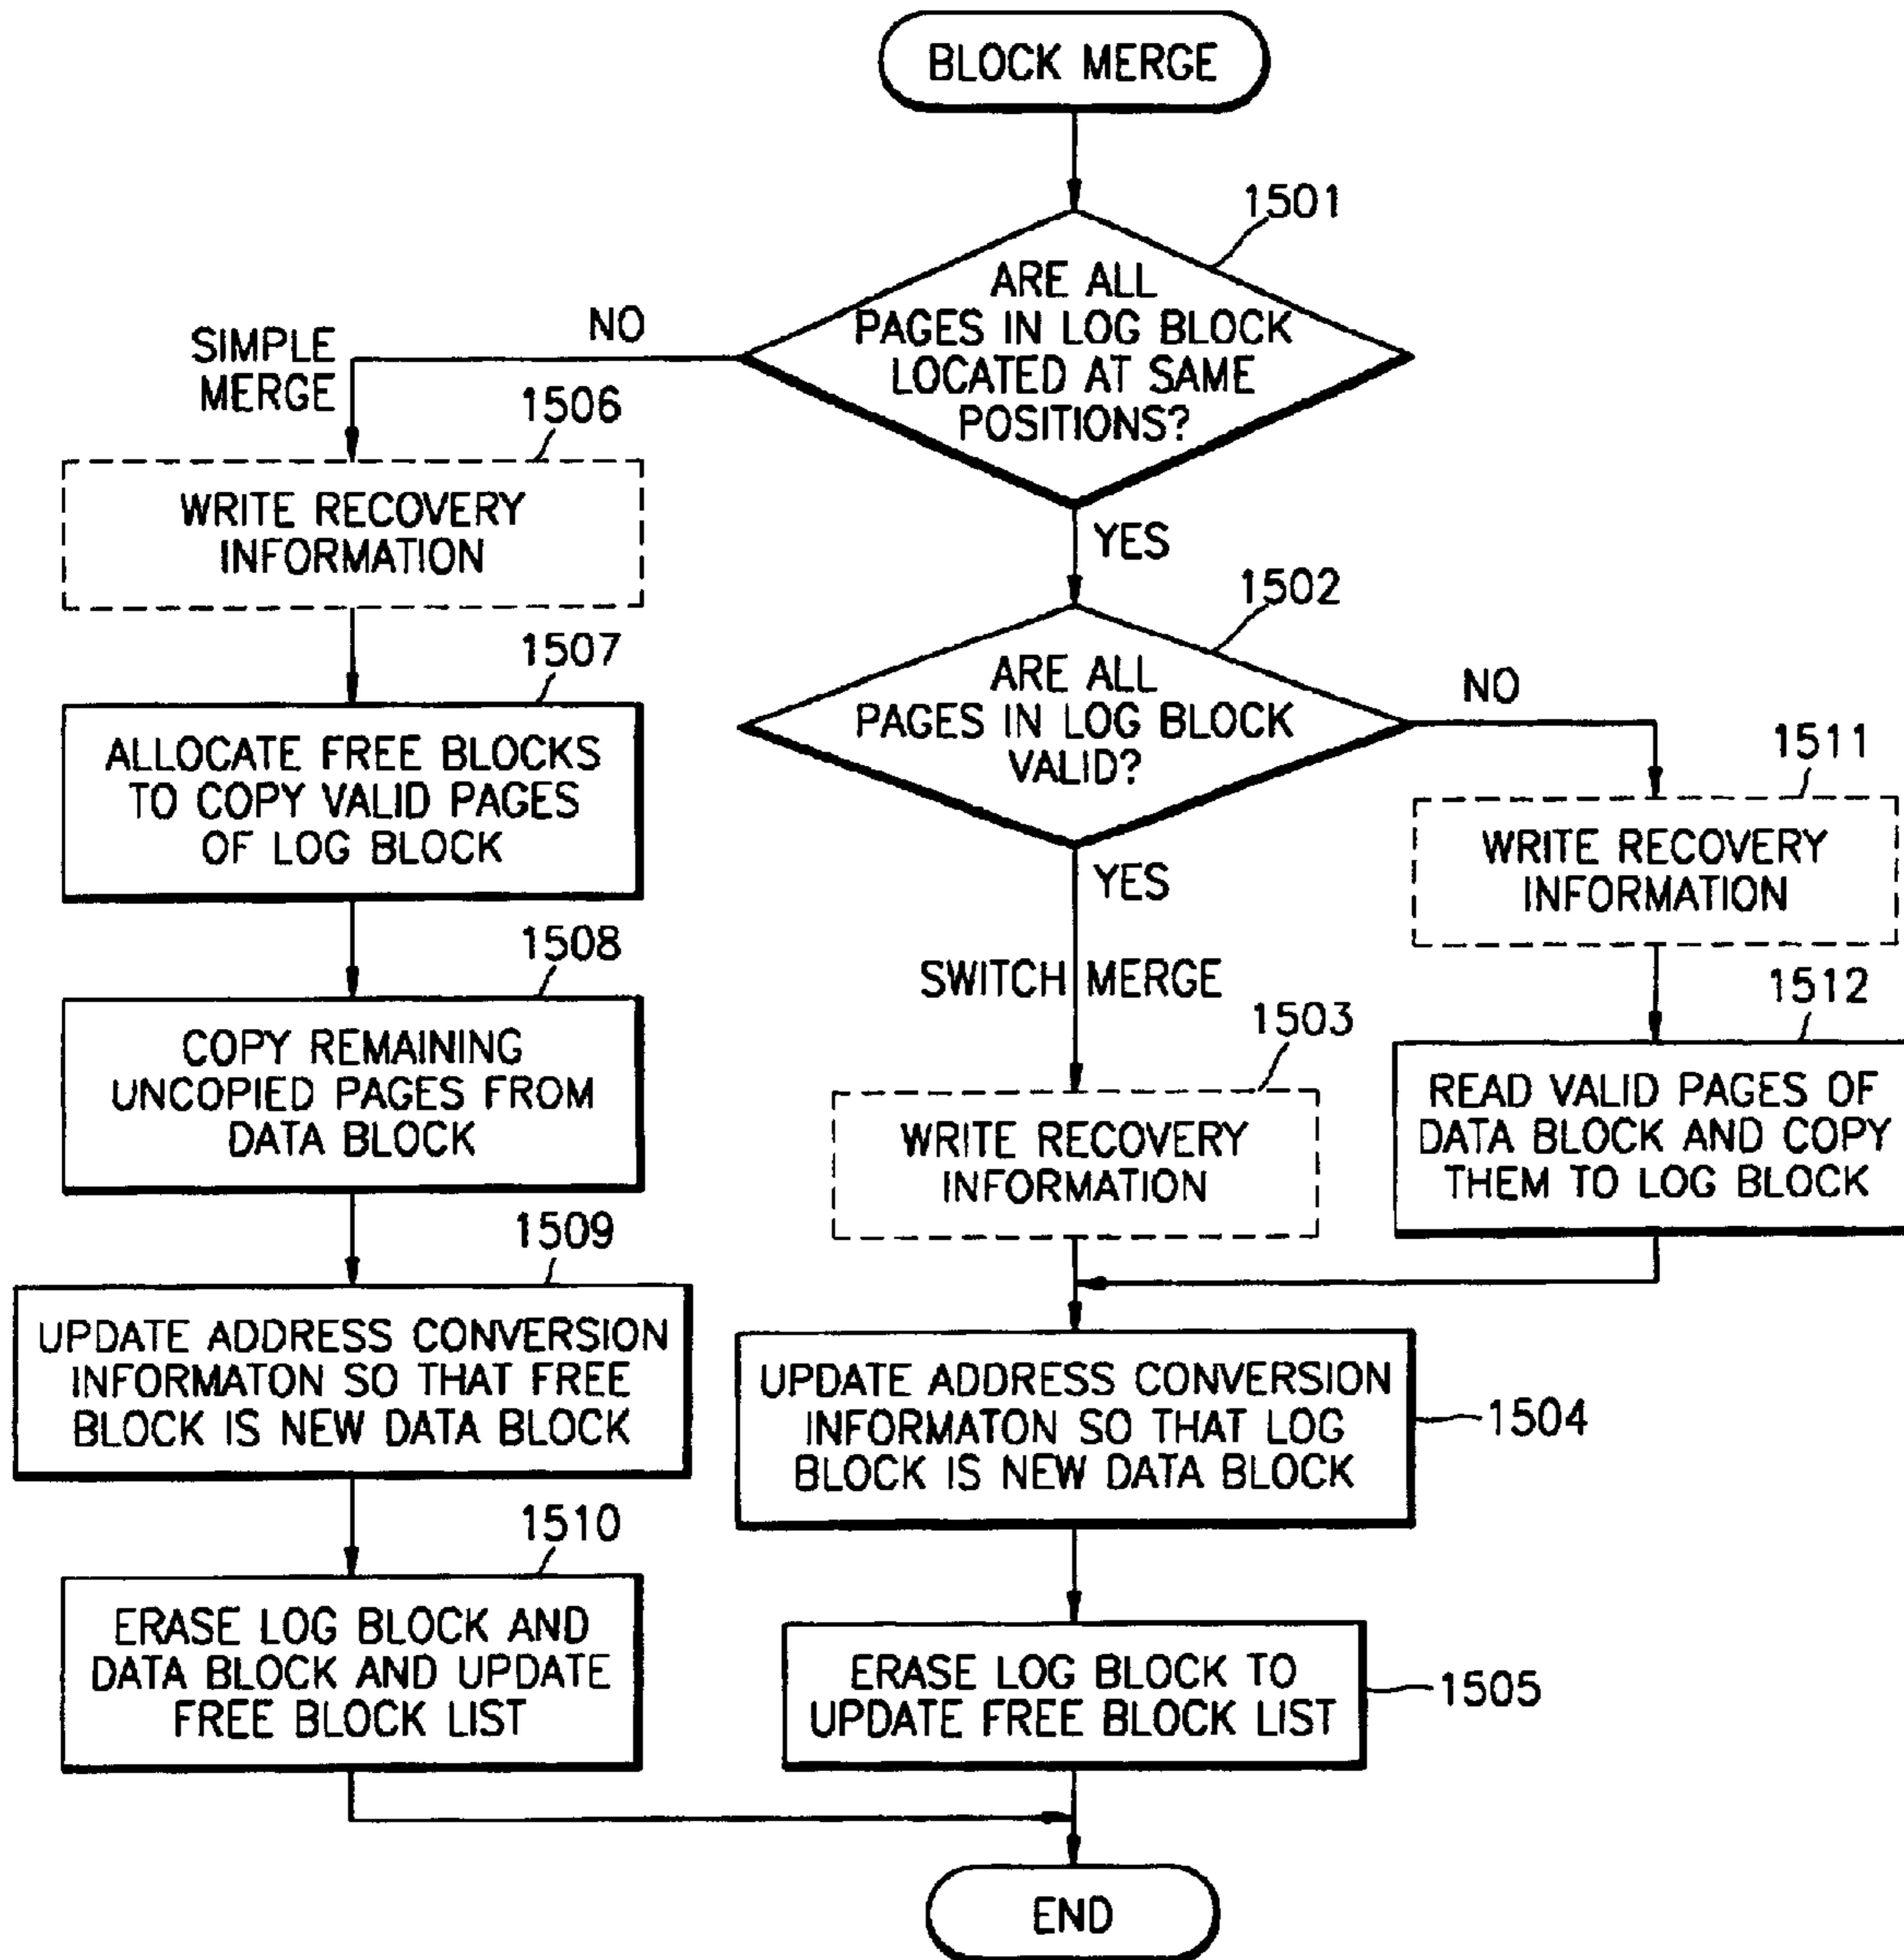 BLOCK MERGE
1501
ARE ALL
PAGES IN LOG BLOCK
LOCATED AT SAME
POSITIONS?
NO
SIMPLE
MERGE
1506
WRITE RECOVERY
INFORMATION
YES
1502
ARE ALL
PAGES IN LOG BLOCK
VALID?
NO
1507
ALLOCATE FREE BLOCKS
TO COPY VALID PAGES
OF LOG BLOCK
1511
WRITE RECOVERY
INFORMATION
YES
SWITCH MERGE
1508
COPY REMAINING
UNCOPIED PAGES FROM
DATA BLOCK
1503
WRITE RECOVERY
INFORMATION
1512
READ VALID PAGES OF
DATA BLOCK AND COPY
THEM TO LOG BLOCK
1509
UPDATE ADDRESS CONVERSION
INFORMATON SO THAT FREE
BLOCK IS NEW DATA BLOCK
UPDATE ADDRESS CONVERSION
INFORMATON SO THAT LOG
BLOCK IS NEW DATA BLOCK
1504
1510
ERASE LOG BLOCK AND
DATA BLOCK AND UPDATE
FREE BLOCK LIST
ERASE LOG BLOCK TO
UPDATE FREE BLOCK LIST
1505
END